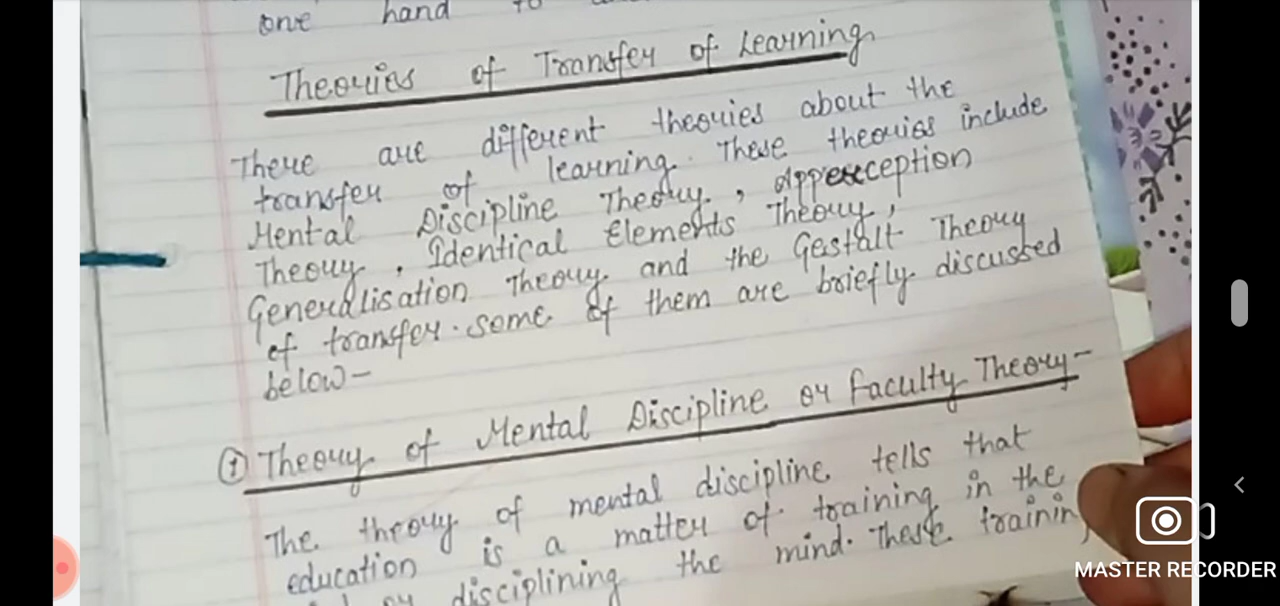 one hand to
Theories of Transfer of Learning
There are different theories about the
transfer of learning. These theories include
Mental Discipline Theory, Apperception
Theory, Identical Elements Theory,
Generalisation Theory and the Gestalt Theory
of transfer. Some of them are briefly discussed
below-
① Theory of Mental Discipline or Faculty Theory-
The theory of mental discipline tells that
education is a matter of training in the
disciplining the mind. These trainin
MASTER RECORDER